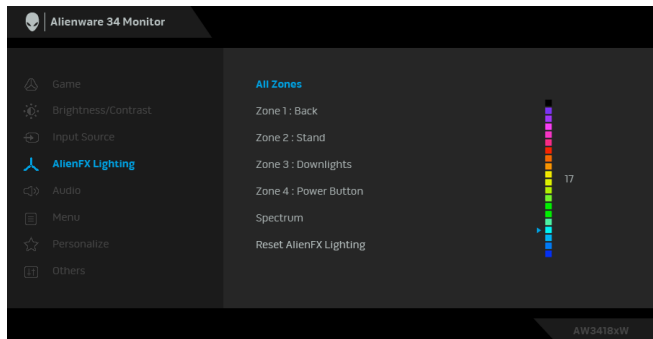 Alienware 34 Monitor
Game
Brightness/Contrast
Input Source
AlienFX Lighting
Audio
Menu
Personalize
Others
All Zones
Zone 1 : Back
Zone 2 : Stand
Zone 3 : Downlights
Zone 4 : Power Button
Spectrum
Reset AlienFX Lighting
17
AW3418xW